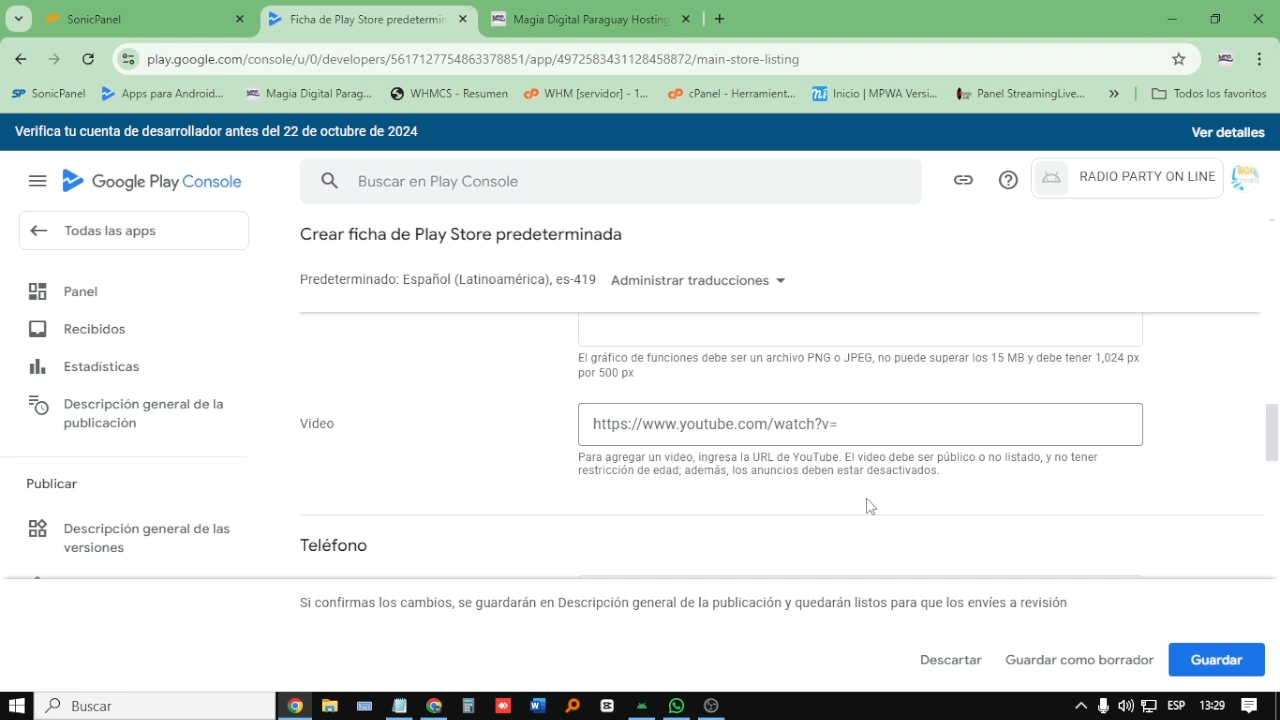 SonicPanel
Ficha de Play Store predetermin
Magia Digital Paraguay Hosting
play.google.com/console/u/0/developers/5617127754863378851/app/4972583431128458872/main-store-listing
SonicPanel
Apps para Android...
Magia Digital Parag...
WHMCS - Resumen
WHM [servidor] - 1...
cPanel - Herramient...
Inicio | MPWA Versi...
Panel StreamingLive...
Todos los favoritos
Verifica tu cuenta de desarrollador antes del 22 de octubre de 2024
Ver detalles
Google Play Console
Buscar en Play Console
RADIO PARTY ON LINE
Todas las apps
Crear ficha de Play Store predeterminada
Predeterminado: Español (Latinoamérica), es-419
Administrar traducciones
Panel
Recibidos
Estadísticas
Descripción general de la
publicación
Publicar
Descripción general de las
versiones
El gráfico de funciones debe ser un archivo PNG o JPEG, no puede superar los 15 MB y debe tener 1,024 px
por 500 px
Video
https://www.youtube.com/watch?v=
Para agregar un video, ingresa la URL de YouTube. El video debe ser público o no listado, y no tener
restricción de edad; además, los anuncios deben estar desactivados.
Teléfono
Si confirmas los cambios, se guardarán en Descripción general de la publicación y quedarán listos para que los envíes a revisión
Descartar
Guardar como borrador
Guardar
Buscar
ESP
13:29